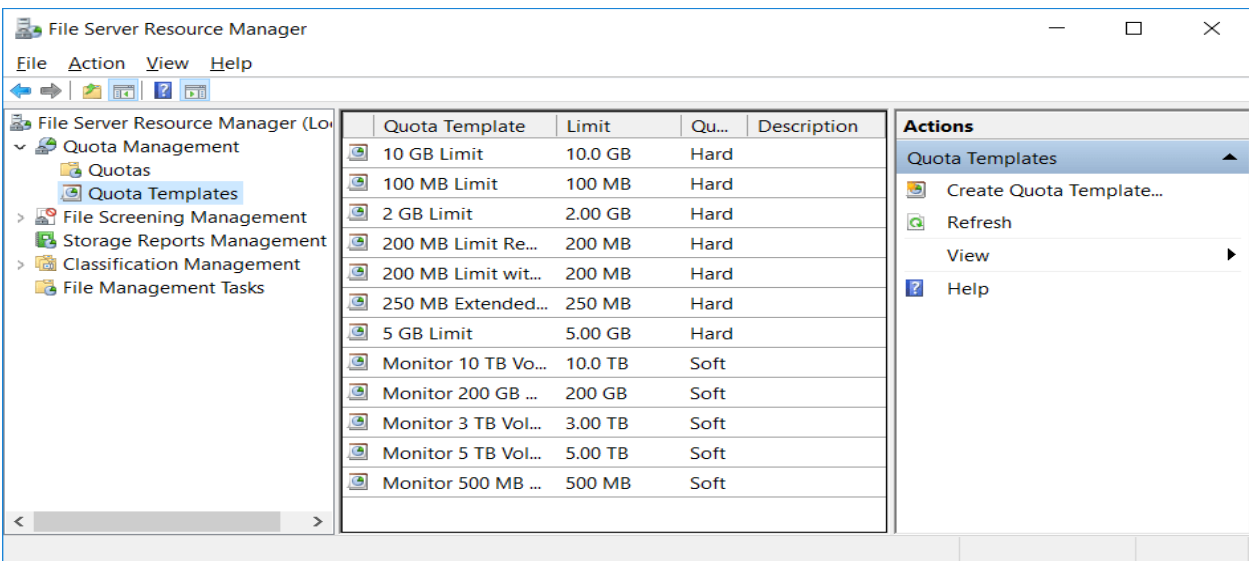 File Server Resource Manager
File Action View Help
File Server Resource Manager (Lo
Quota Management
Quotas
Quota Templates
File Screening Management
Storage Reports Management
Classification Management
File Management Tasks
Quota Template Limit Qu... Description
10 GB Limit 10.0 GB Hard
100 MB Limit 100 MB Hard
2 GB Limit 2.00 GB Hard
200 MB Limit Re... 200 MB Hard
200 MB Limit wit... 200 MB Hard
250 MB Extended... 250 MB Hard
5 GB Limit 5.00 GB Hard
Monitor 10 TB Vo... 10.0 TB Soft
Monitor 200 GB ... 200 GB Soft
Monitor 3 TB Vol... 3.00 TB Soft
Monitor 5 TB Vol... 5.00 TB Soft
Monitor 500 MB ... 500 MB Soft
Actions
Quota Templates
Create Quota Template...
Refresh
View
Help